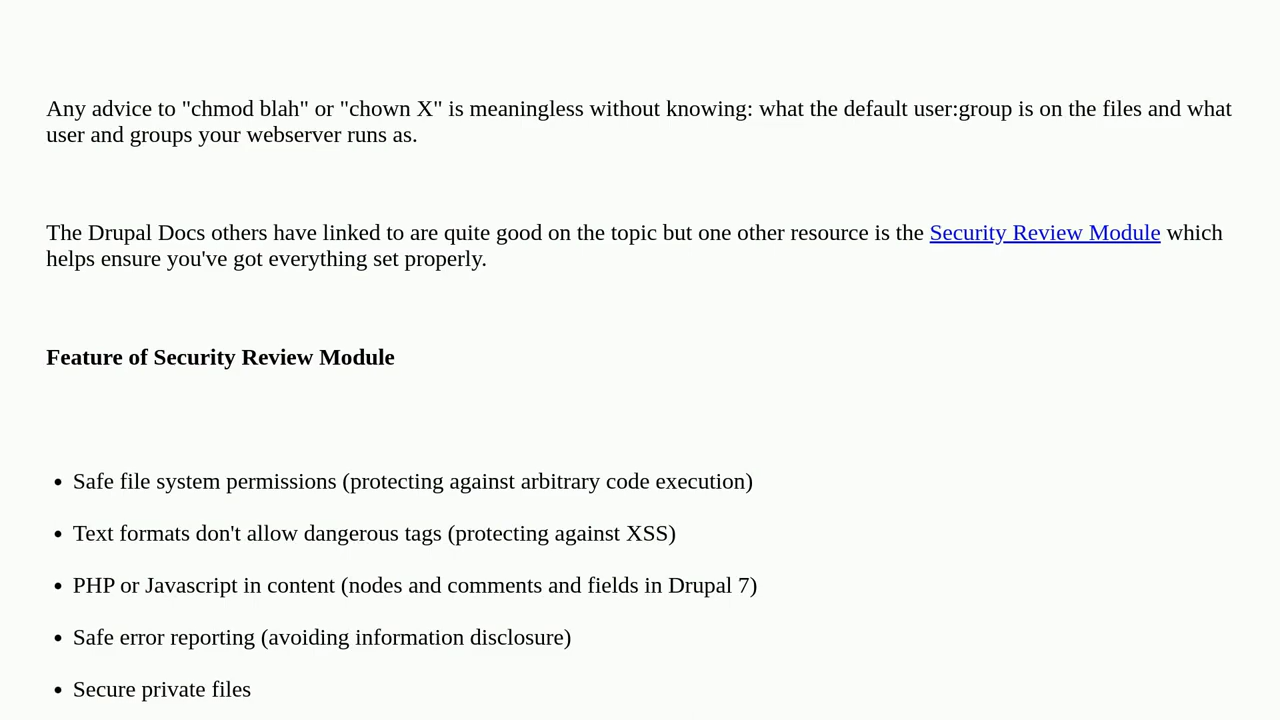 Any advice to "chmod blah" or "chown X" is meaningless without knowing: what the default user:group is on the files and what
user and groups your webserver runs as.
The Drupal Docs others have linked to are quite good on the topic but one other resource is the Security Review Module which
helps ensure you've got everything set properly.
Feature of Security Review Module
• Safe file system permissions (protecting against arbitrary code execution)
• Text formats don't allow dangerous tags (protecting against XSS)
• PHP or Javascript in content (nodes and comments and fields in Drupal 7)
• Safe error reporting (avoiding information disclosure)
• Secure private files